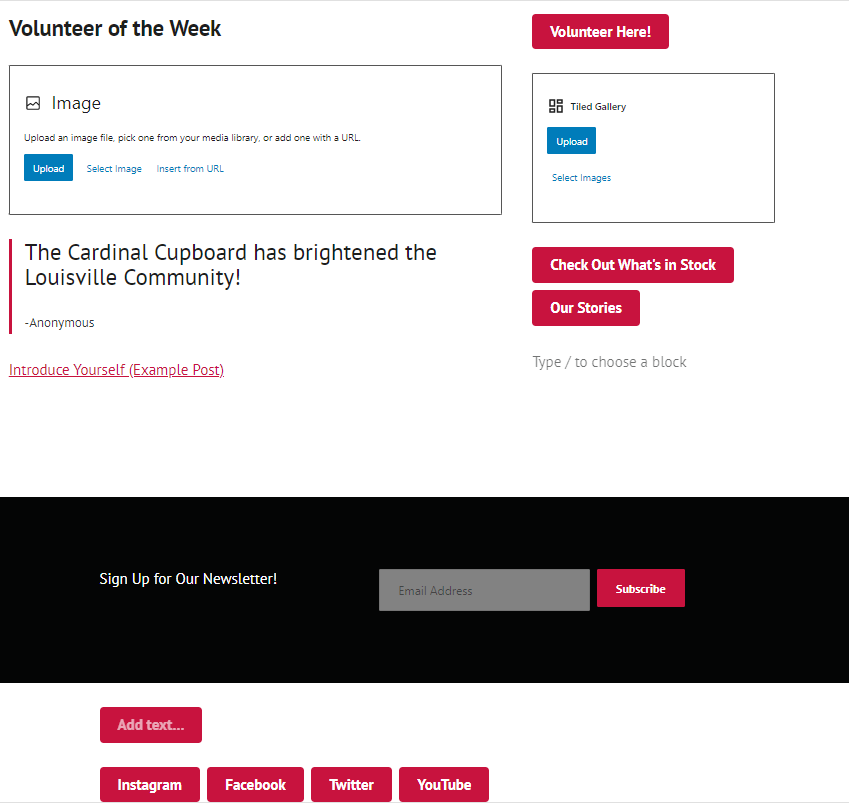 Volunteer of the Week
Image
Upload an image file, pick one from your media library, or add one with a URL.
Upload Select Image Insert from URL
The Cardinal Cupboard has brightened the
Louisville Community!
-Anonymous
Introduce Yourself (Example Post)
Volunteer Here!
Tiled Gallery
Upload
Select Images
Check Out What's in Stock
Our Stories
Type / to choose a block
Sign Up for Our Newsletter!
Email Address
Subscribe
Add text...
Instagram Facebook Twitter YouTube